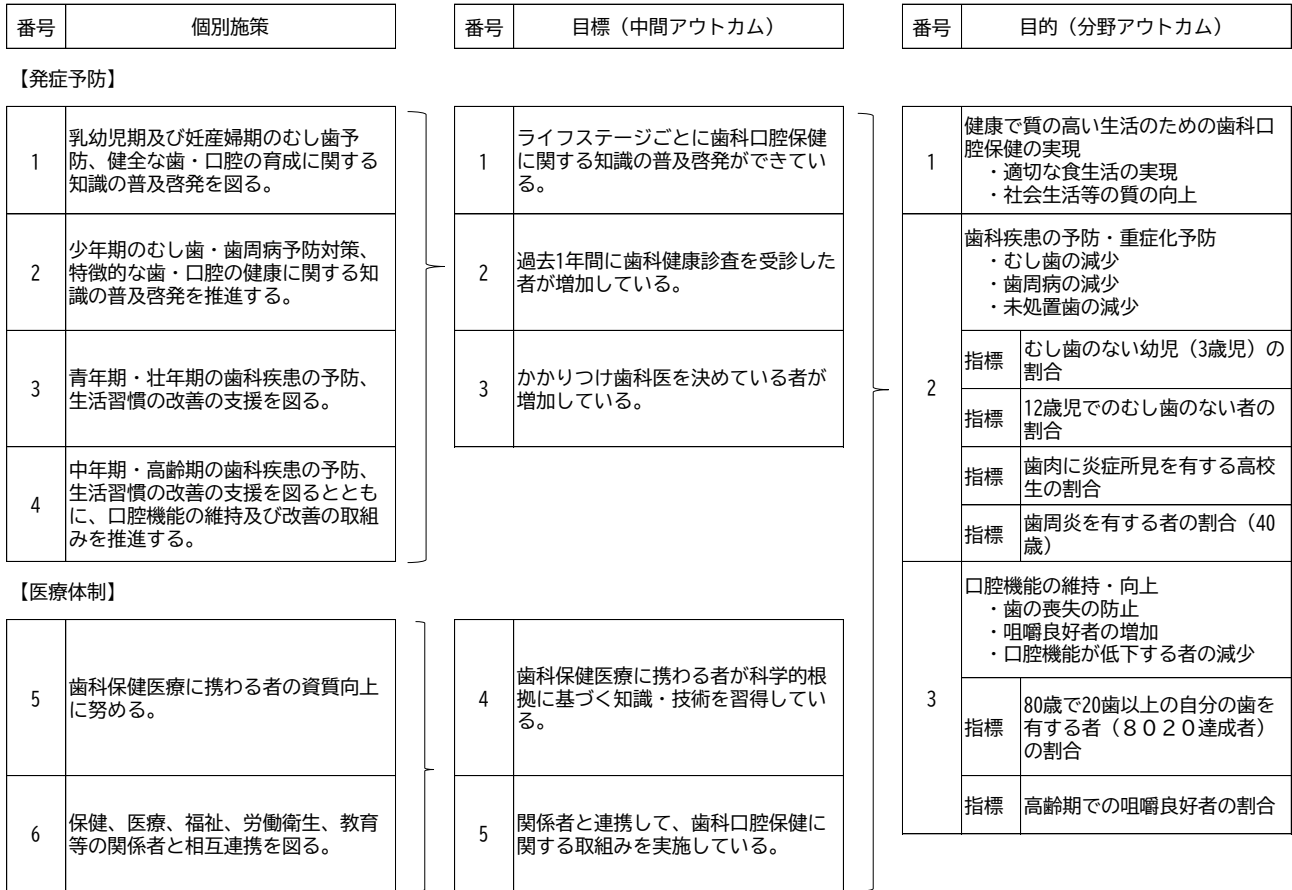 番号 個別施策
番号 目標（中間アウトカム）
番号 目的（分野アウトカム）
【発症予防】
1
乳幼児期及び妊産婦期のむし歯予
防、健全な歯・口腔の育成に関する
知識の普及啓発を図る。
2
少年期のむし歯・歯周病予防対策、
特徴的な歯・口腔の健康に関する知
識の普及啓発を推進する。
3
青年期・壮年期の歯科疾患の予防、
生活習慣の改善の支援を図る。
4
中年期・高齢期の歯科疾患の予防、
生活習慣の改善の支援を図るととも
に、口腔機能の維持及び改善の取組
みを推進する。
【医療体制】
5
歯科保健医療に携わる者の資質向上
に努める。
6
保健、医療、福祉、労働衛生、教育
等の関係者と相互連携を図る。
1
ライフステージごとに歯科口腔保健
に関する知識の普及啓発ができてい
る。
2
過去1年間に歯科健康診査を受診した
者が増加している。
3
かかりつけ歯科医を決めている者が
増加している。
4
歯科保健医療に携わる者が科学的根
拠に基づく知識・技術を習得してい
る。
5
関係者と連携して、歯科口腔保健に
関する取組みを実施している。
1
健康で質の高い生活のための歯科口
腔保健の実現
・適切な食生活の実現
・社会生活等の質の向上
2
歯科疾患の予防・重症化予防
・むし歯の減少
・歯周病の減少
・未処置歯の減少
指標
むし歯のない幼児（3歳児）の
割合
指標
12歳児でのむし歯のない者の
割合
指標
歯肉に炎症所見を有する高校
生の割合
指標
歯周炎を有する者の割合（40
歳）
3
口腔機能の維持・向上
・歯の喪失の防止
・咀嚼良好者の増加
・口腔機能が低下する者の減少
指標
80歳で20歯以上の自分の歯を
有する者（８０２０達成者）
の割合
指標
高齢期での咀嚼良好者の割合